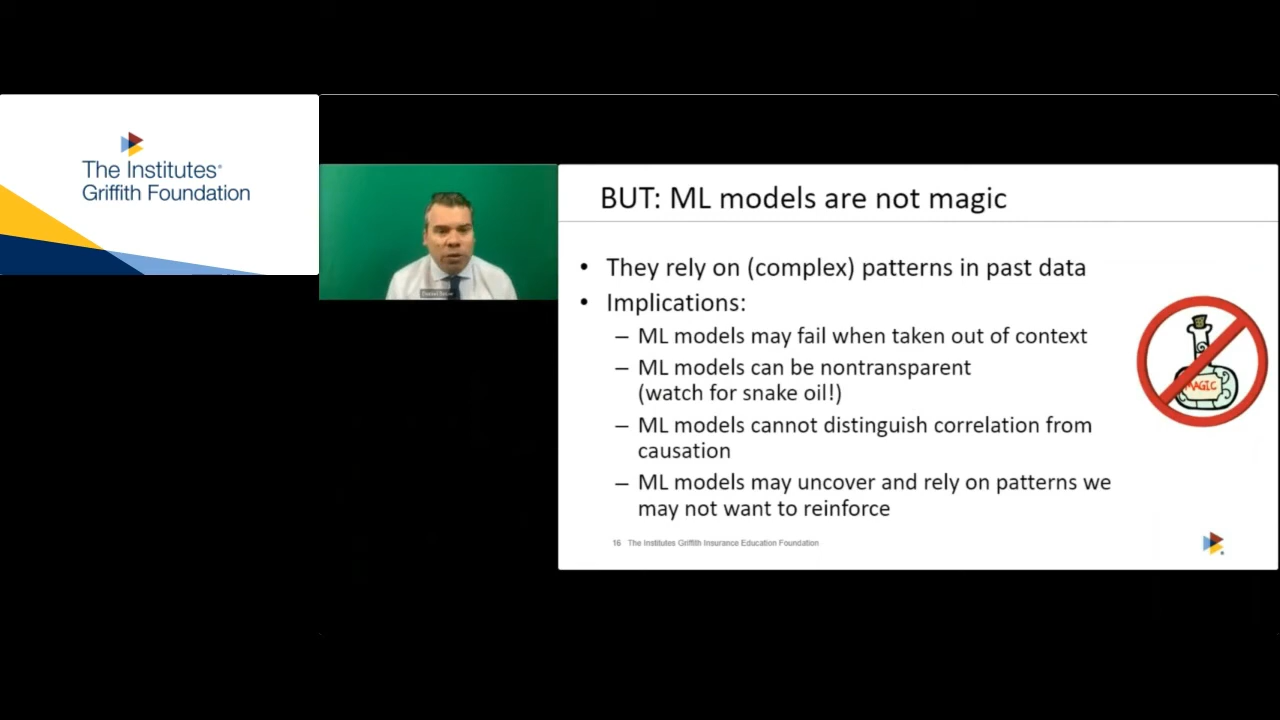 The Institutes®
Griffith Foundation
BUT: ML models are not magic
• They rely on (complex) patterns in past data
• Implications:
– ML models may fail when taken out of context
– ML models can be nontransparent
(watch for snake oil!)
– ML models cannot distinguish correlation from
causation
– ML models may uncover and rely on patterns we
may not want to reinforce
MAGIC
16 The Institutes Griffith Insurance Education Foundation